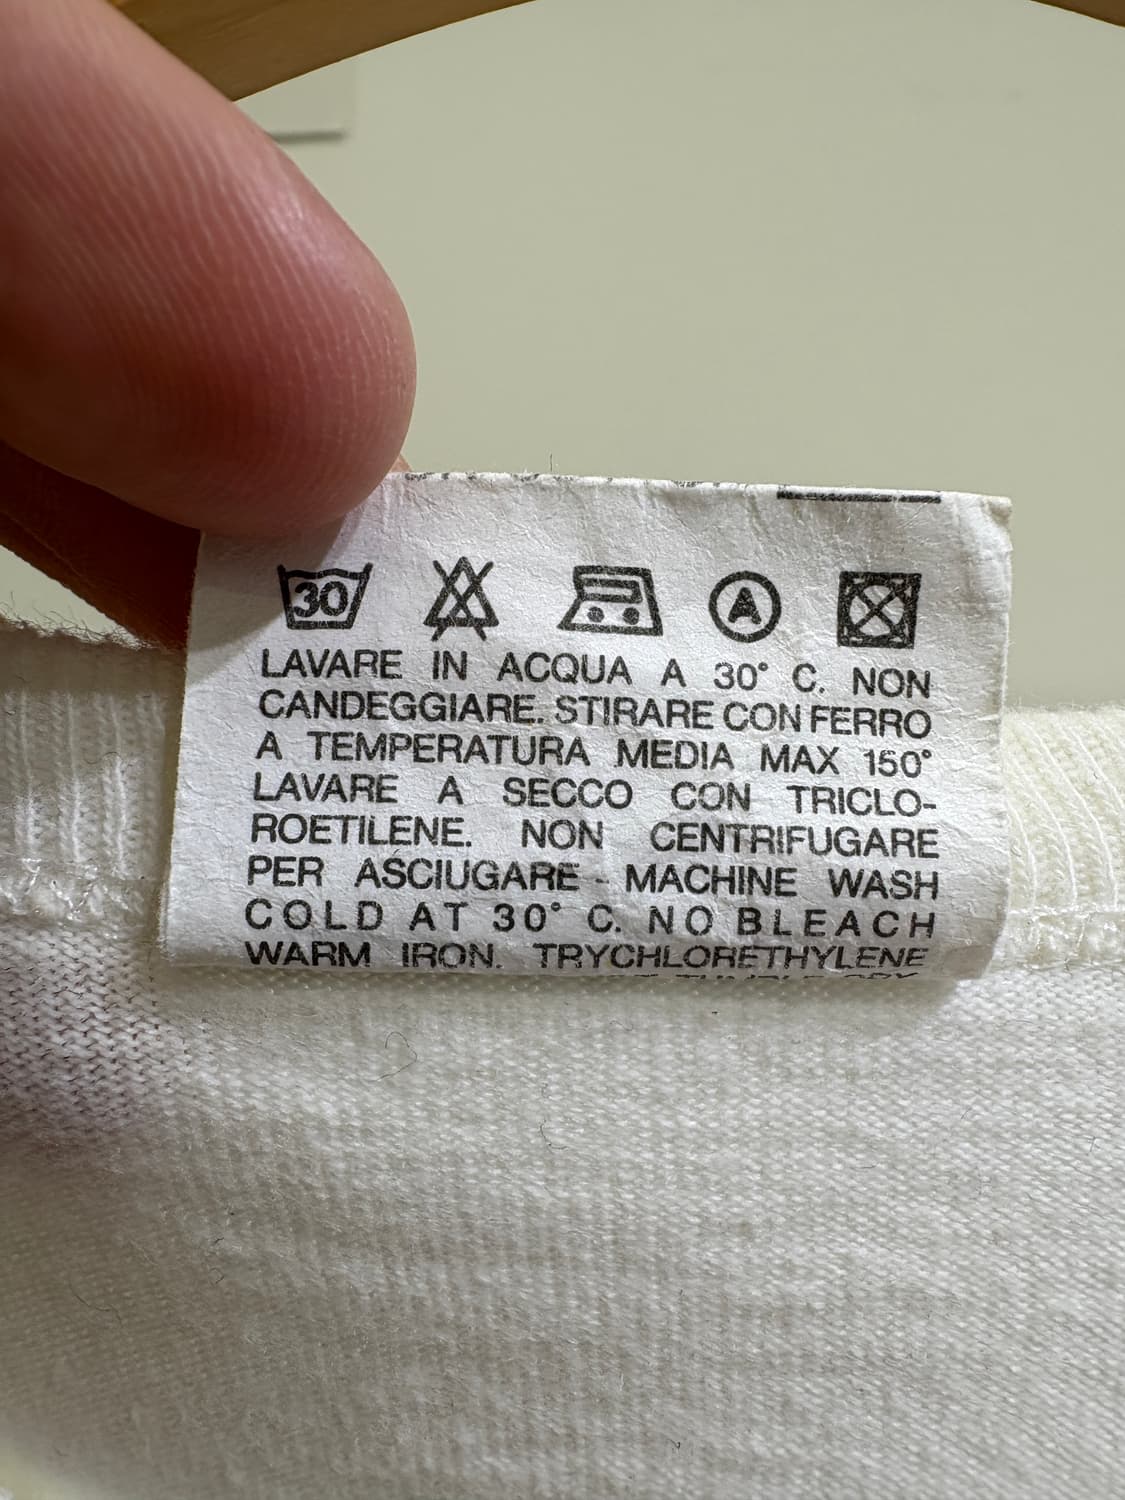 30 A
LAVARE IN ACQUA A 30° C. NON
CANDEGGIARE. STIRARE CON FERRO
A TEMPERATURA MEDIA MAX 150°
LAVARE A SECCO CON TRICLO-
ROETILENE. NON CENTRIFUGARE
PER ASCIUGARE - MACHINE WASH
COLD AT 30° C. NO BLEACH
WARM IRON. TRYCHLORETHYLENE